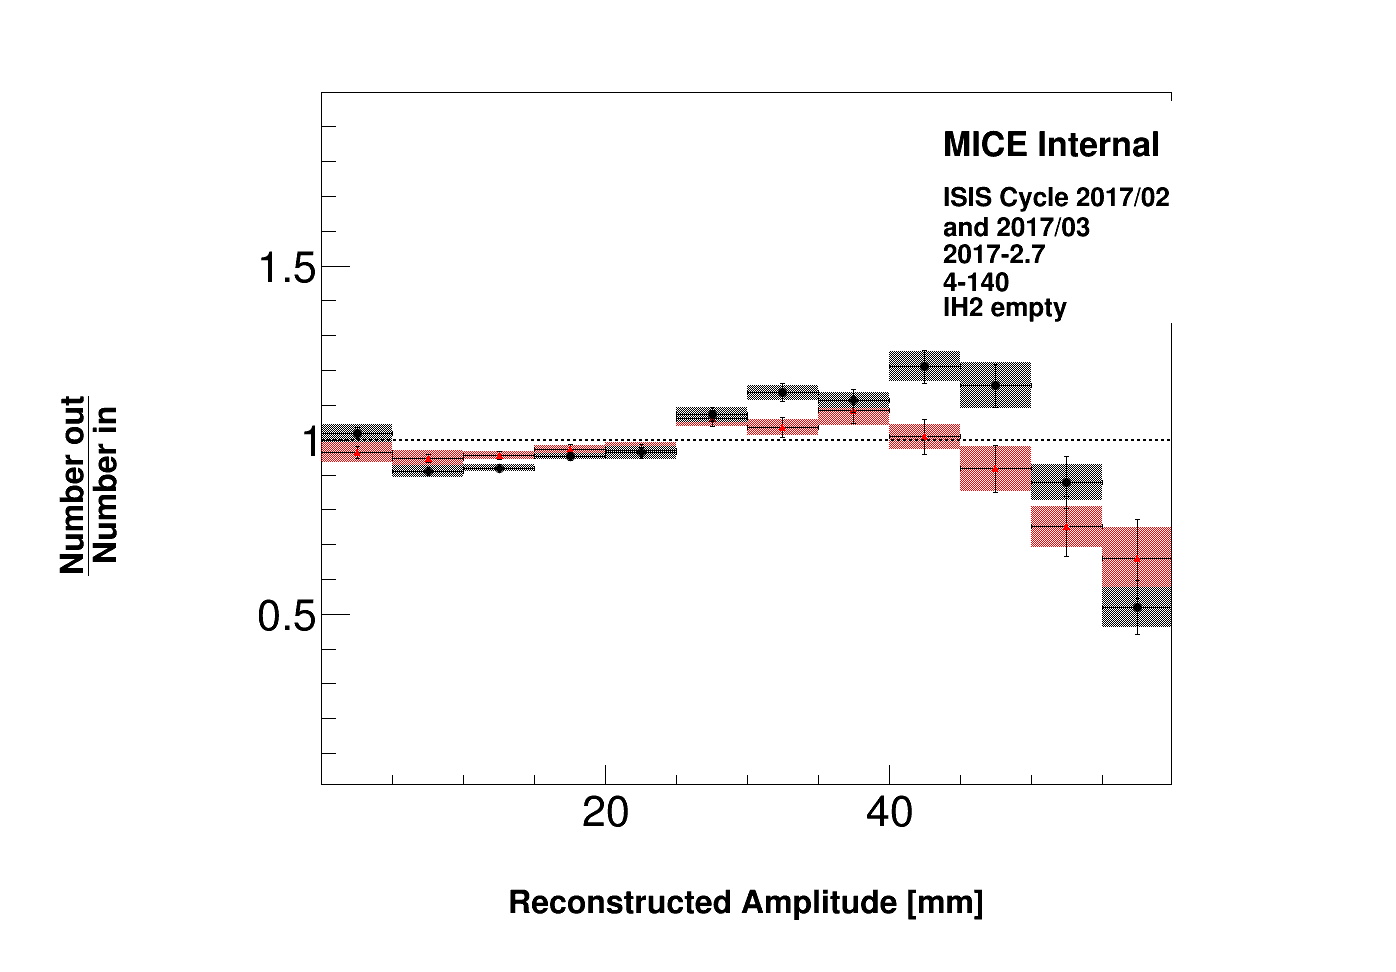 MICE Internal
ISIS Cycle 2017/02
and 2017/03
2017-2.7
4-140
IH2 empty
1.5
1
0.5
Number out
Number in
20
40
Reconstructed Amplitude [mm]